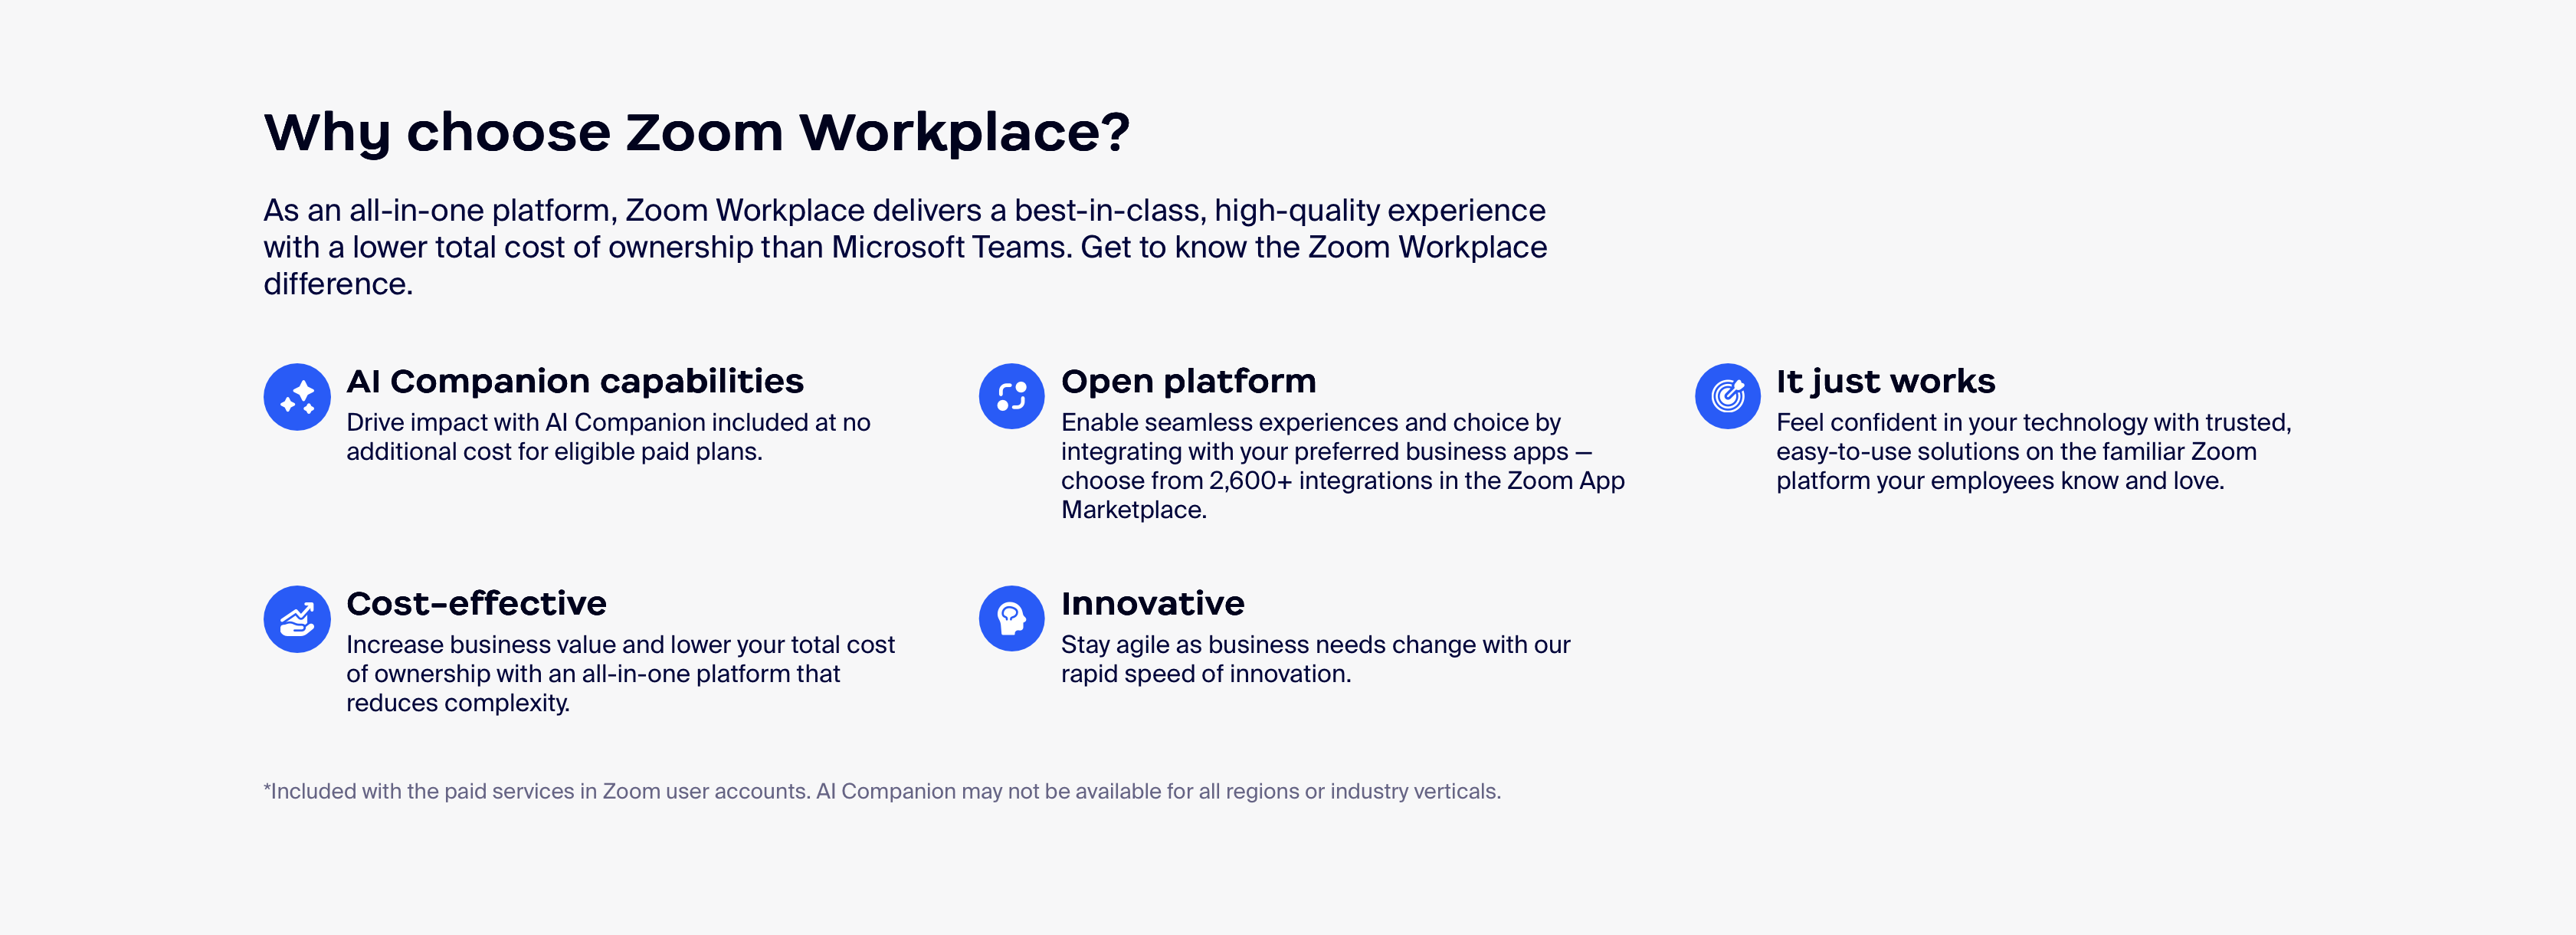 Why choose Zoom Workplace?
As an all-in-one platform, Zoom Workplace delivers a best-in-class, high-quality experience
with a lower total cost of ownership than Microsoft Teams. Get to know the Zoom Workplace
difference.
AI Companion capabilities
Drive impact with AI Companion included at no
additional cost for eligible paid plans.
Open platform
Enable seamless experiences and choice by
integrating with your preferred business apps —
choose from 2,600+ integrations in the Zoom App
Marketplace.
It just works
Feel confident in your technology with trusted,
easy-to-use solutions on the familiar Zoom
platform your employees know and love.
Cost-effective
Increase business value and lower your total cost
of ownership with an all-in-one platform that
reduces complexity.
Innovative
Stay agile as business needs change with our
rapid speed of innovation.
*Included with the paid services in Zoom user accounts. AI Companion may not be available for all regions or industry verticals.